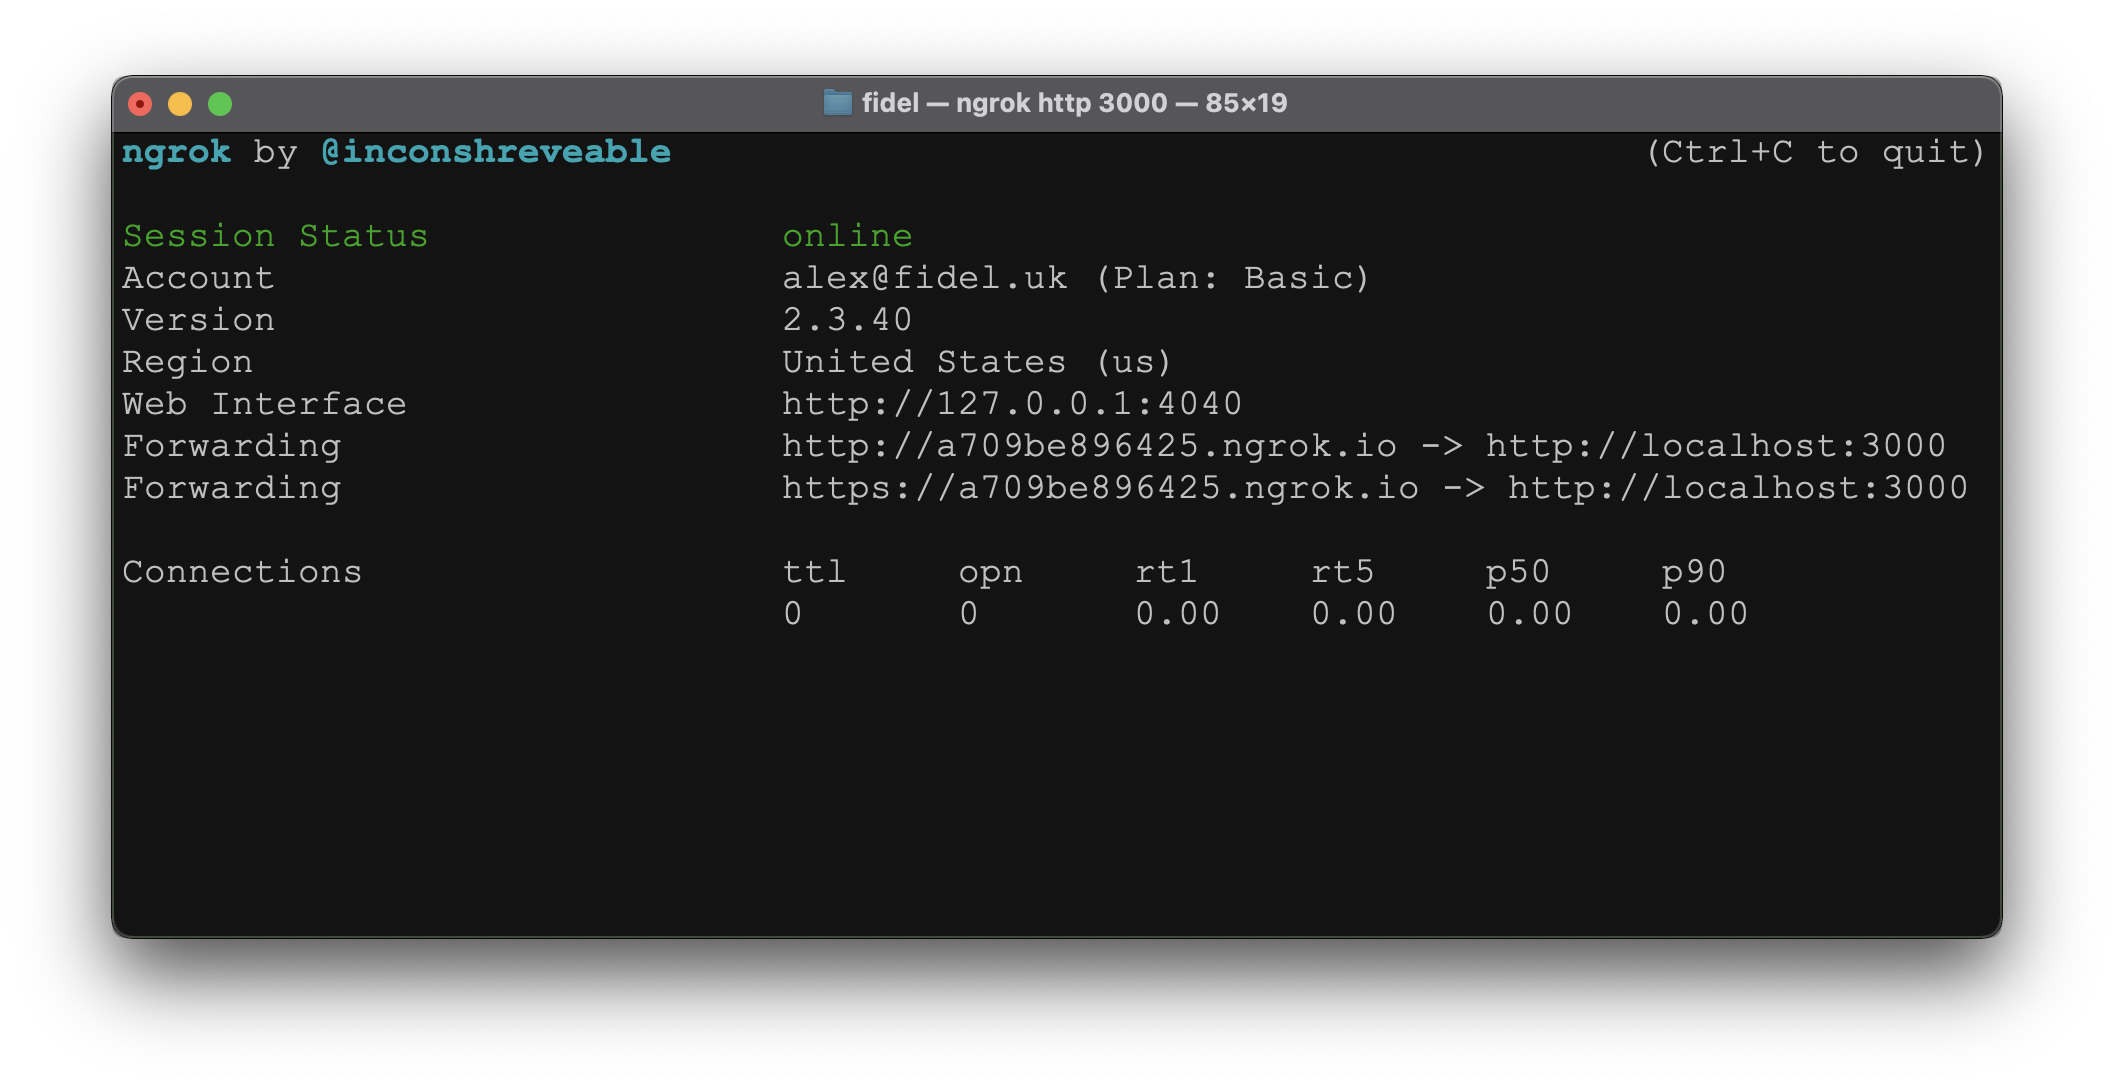 fidel — ngrok http 3000 — 85×19
ngrok by @inconshreveable (Ctrl+C to quit)
Session Status online
Account alex@fidel.uk (Plan: Basic)
Version 2.3.40
Region United States (us)
Web Interface http://127.0.0.1:4040
Forwarding http://a709be896425.ngrok.io -> http://localhost:3000
Forwarding https://a709be896425.ngrok.io -> http://localhost:3000
Connections ttl opn rt1 rt5 p50 p90
0 0 0.00 0.00 0.00 0.00